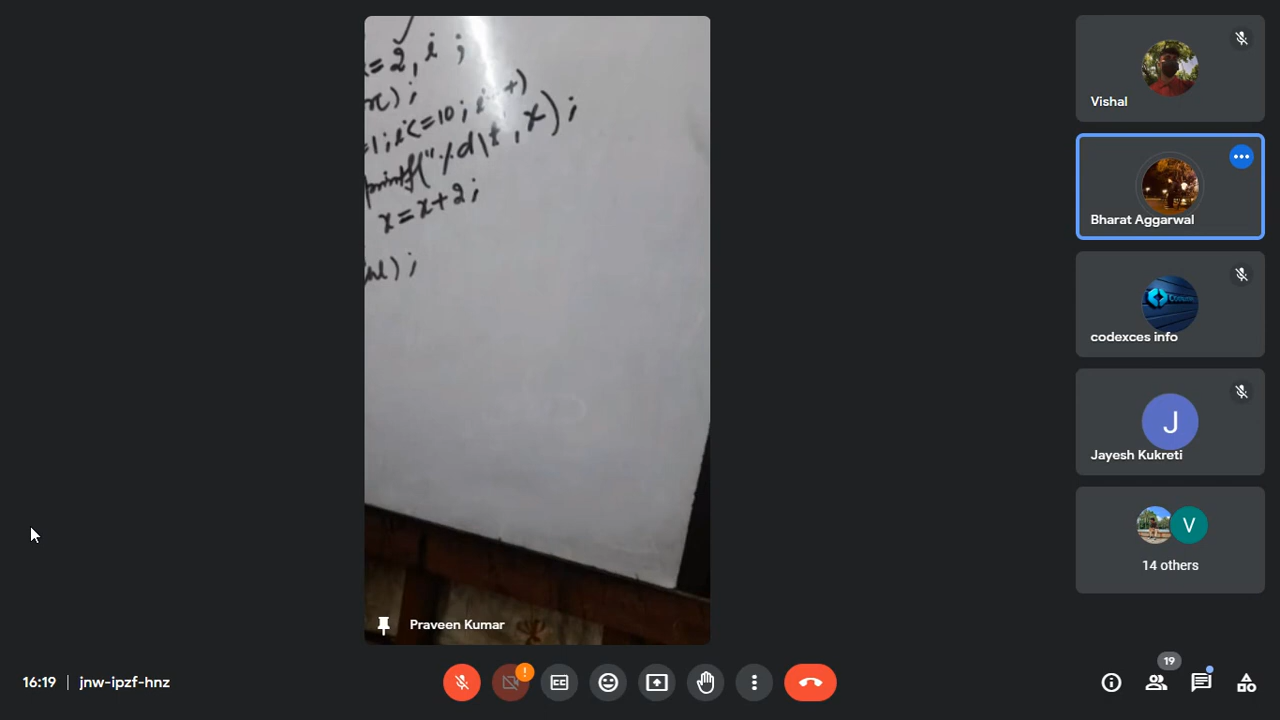 =2, i ;
);
=1; i<=10; i++)
printf("%d\t", x);
x=x+2;
);
Praveen Kumar
Vishal
Bharat Aggarwal
codexces info
J
Jayesh Kukreti
V
14 others
16:19 | jnw-ipzf-hnz
19